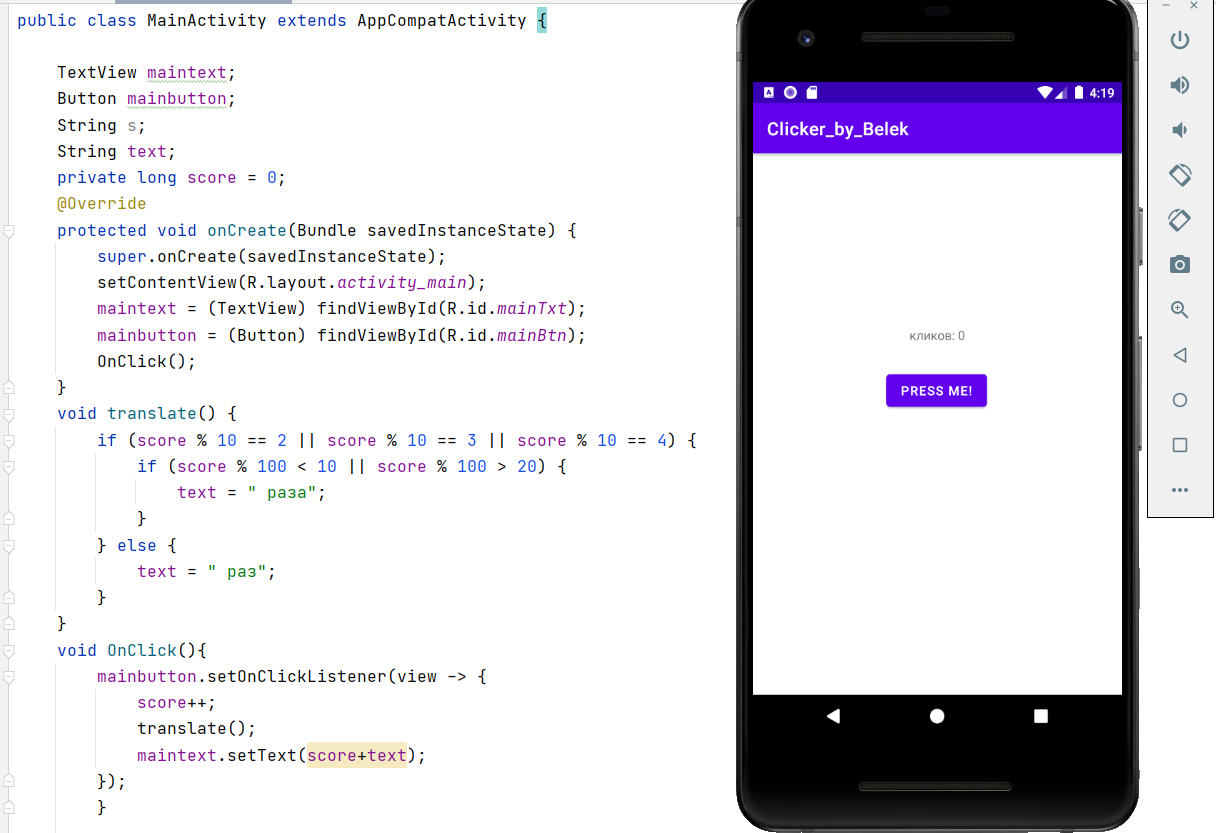 public class MainActivity extends AppCompatActivity {
TextView maintext;
Button mainbutton;
String s;
String text;
private long score = 0;
@Override
protected void onCreate(Bundle savedInstanceState) {
super.onCreate(savedInstanceState);
setContentView(R.layout.activity_main);
maintext = (TextView) findViewById(R.id.mainTxt);
mainbutton = (Button) findViewById(R.id.mainBtn);
OnClick();
}
void translate() {
if (score % 10 == 2 || score % 10 == 3 || score % 10 == 4) {
if (score % 100 < 10 || score % 100 > 20) {
text = " раза";
}
} else {
text = " раз";
}
}
void OnClick(){
mainbutton.setOnClickListener(view -> {
score++;
translate();
maintext.setText(score+text);
});
}
A
4:19
Clicker_by_Belek
кликов: 0
PRESS ME!